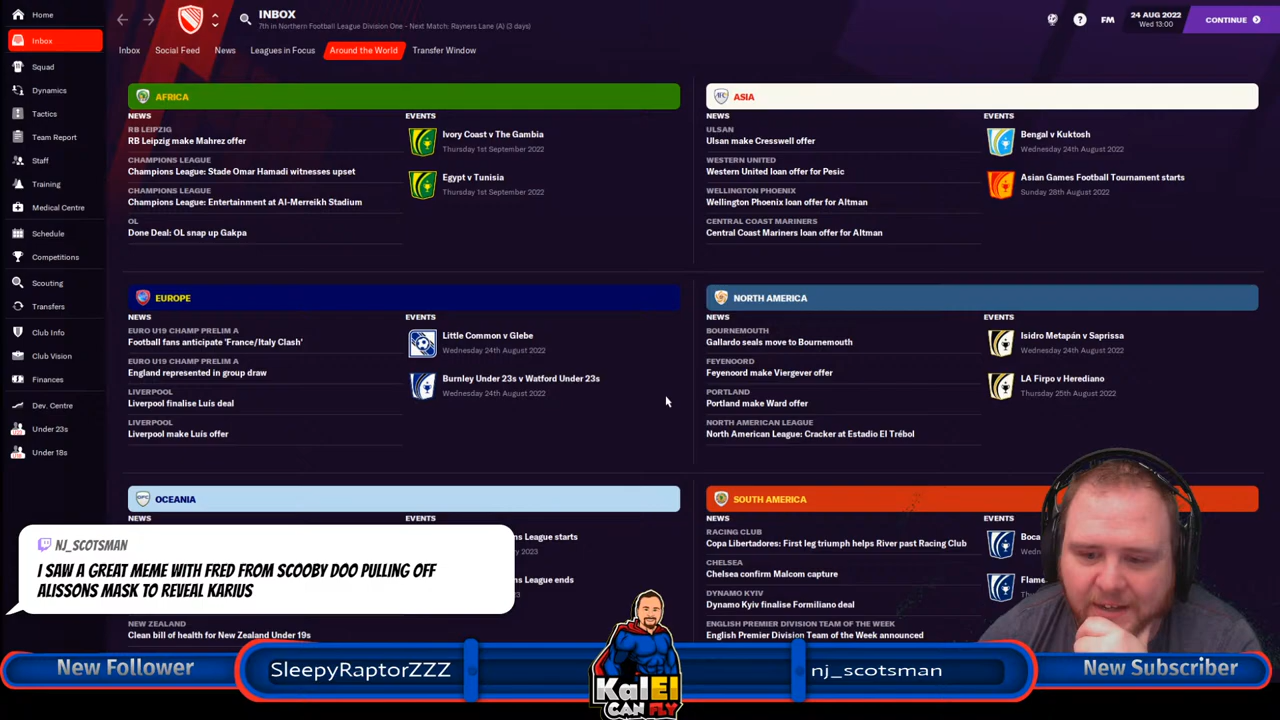 Home
INBOX
7th in Northern Football League Division One - Next Match: Rayners Lane (A) (3 days)
FM
24 AUG 2022
Wed 13:00
CONTINUE
Inbox
Social Feed
News
Leagues in Focus
Around the World
Transfer Window
Inbox
Squad
Dynamics
Tactics
Team Report
Staff
Training
Medical Centre
Schedule
Competitions
Scouting
Transfers
Club Info
Club Vision
Finances
Dev. Centre
Under 23s
Under 18s
AFRICA
NEWS
RB LEIPZIG
RB Leipzig make Mahrez offer
CHAMPIONS LEAGUE
Champions League: Stade Omar Hamadi witnesses upset
CHAMPIONS LEAGUE
Champions League: Entertainment at Al-Merreikh Stadium
OL
Done Deal: OL snap up Gakpa
EVENTS
Ivory Coast v The Gambia
Thursday 1st September 2022
Egypt v Tunisia
Thursday 1st September 2022
ASIA
NEWS
ULSAN
Ulsan make Cresswell offer
WESTERN UNITED
Western United loan offer for Pesic
WELLINGTON PHOENIX
Wellington Phoenix loan offer for Altman
CENTRAL COAST MARINERS
Central Coast Mariners loan offer for Altman
EVENTS
Bengal v Kuktosh
Wednesday 24th August 2022
Asian Games Football Tournament starts
Sunday 28th August 2022
EUROPE
NEWS
EURO U19 CHAMP PRELIM A
Football fans anticipate 'France/Italy Clash'
EURO U19 CHAMP PRELIM A
England represented in group draw
LIVERPOOL
Liverpool finalise Luís deal
LIVERPOOL
Liverpool make Luís offer
EVENTS
Little Common v Glebe
Wednesday 24th August 2022
Burnley Under 23s v Watford Under 23s
Wednesday 24th August 2022
NORTH AMERICA
NEWS
BOURNEMOUTH
Gallardo seals move to Bournemouth
FEYENOORD
Feyenoord make Viergever offer
PORTLAND
Portland make Ward offer
NORTH AMERICAN LEAGUE
North American League: Cracker at Estadio El Trébol
EVENTS
Isidro Metapán v Saprissa
Wednesday 24th August 2022
LA Firpo v Herediano
Thursday 25th August 2022
OCEANIA
NEWS
ns League starts
2023
ns League ends
2023
NEW ZEALAND
Clean bill of health for New Zealand Under 19s
SOUTH AMERICA
NEWS
RACING CLUB
Copa Libertadores: First leg triumph helps River past Racing Club
CHELSEA
Chelsea confirm Malcom capture
DYNAMO KYIV
Dynamo Kyiv finalise Formiliano deal
ENGLISH PREMIER DIVISION TEAM OF THE WEEK
English Premier Division Team of the Week announced
EVENTS
Boca
Wedn
Flame
NJ_SCOTSMAN
I SAW A GREAT MEME WITH FRED FROM SCOOBY DOO PULLING OFF
ALISSONS MASK TO REVEAL KARIUS
New Follower
SleepyRaptorZZZ
KalEl
CAN FLY
nj_scotsman
New Subscriber